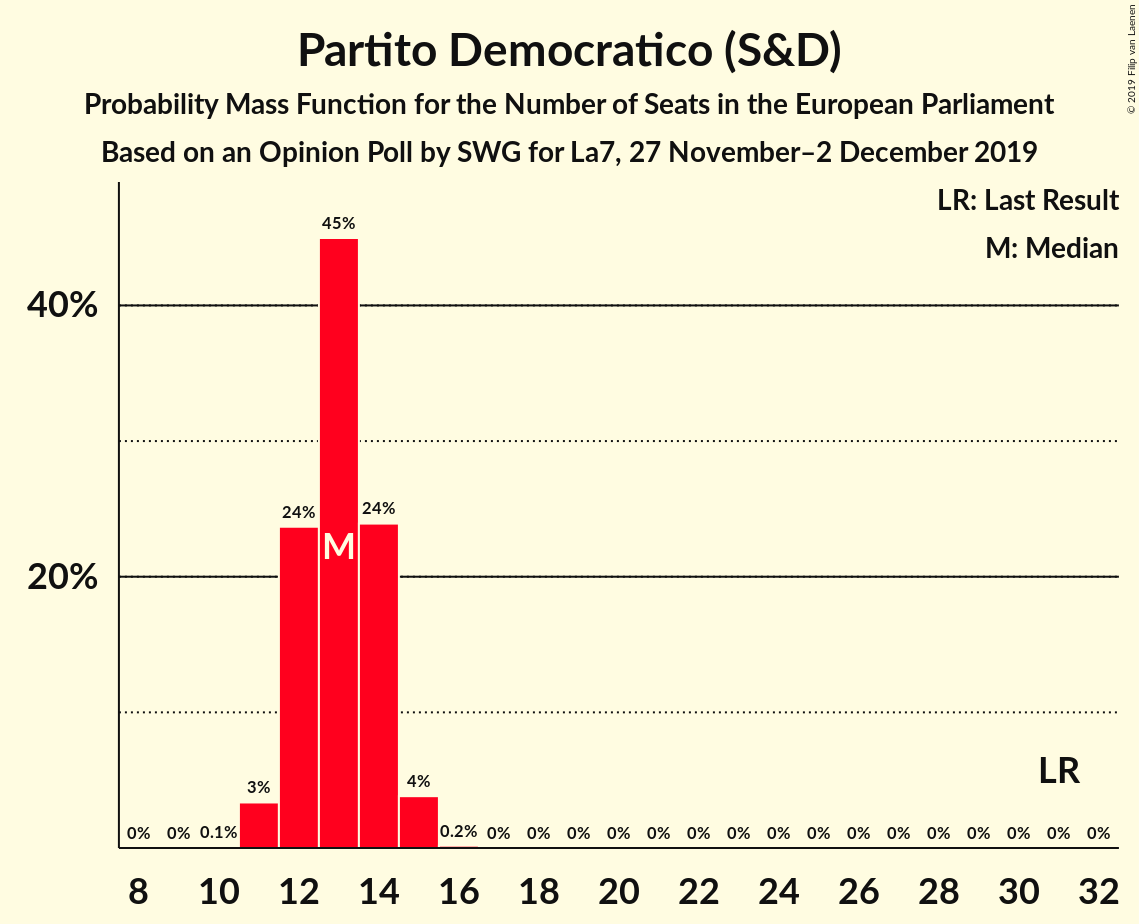 Partito Democratico (S&D)
Probability Mass Function for the Number of Seats in the European Parliament
Based on an Opinion Poll by SWG for La7, 27 November–2 December 2019
© 2019 Filip van Laenen
LR: Last Result
M: Median
40%
20%
0% 0% 0.1% 3% 24% 45% 24% 4% 0.2% 0% 0% 0% 0% 0% 0% 0% 0% 0% 0% 0% 0% 0% 0% 0% 0%
M
LR
8 10 12 14 16 18 20 22 24 26 28 30 32